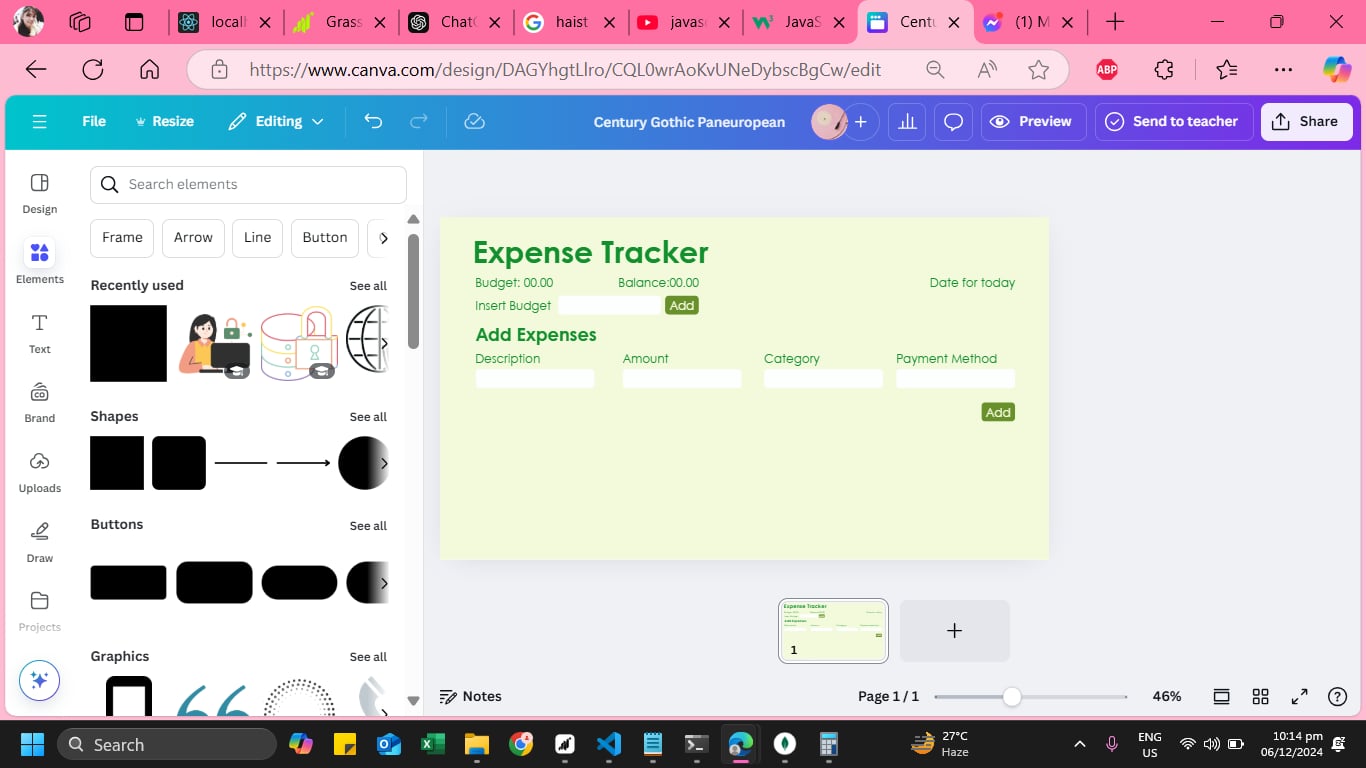 locall
Grass
ChatG
haist
javasc
JavaS
Centu
(1) M
https://www.canva.com/design/DAGYhgtLlro/CQL0wrAoKvUNeDybscBgCw/edit
ABP
File
Resize
Editing
Century Gothic Paneuropean
Preview
Send to teacher
Share
Design
Elements
Text
Brand
Uploads
Draw
Projects
Search elements
Frame Arrow Line Button
Recently used See all
Shapes See all
Buttons See all
Graphics See all
Expense Tracker
Budget: 00.00 Balance:00.00 Date for today
Insert Budget Add
Add Expenses
Description Amount Category Payment Method
Add
Expense Tracker
1
Notes
Page 1 / 1
46%
Search
27°C
Haze
ENG
US
10:14 pm
06/12/2024